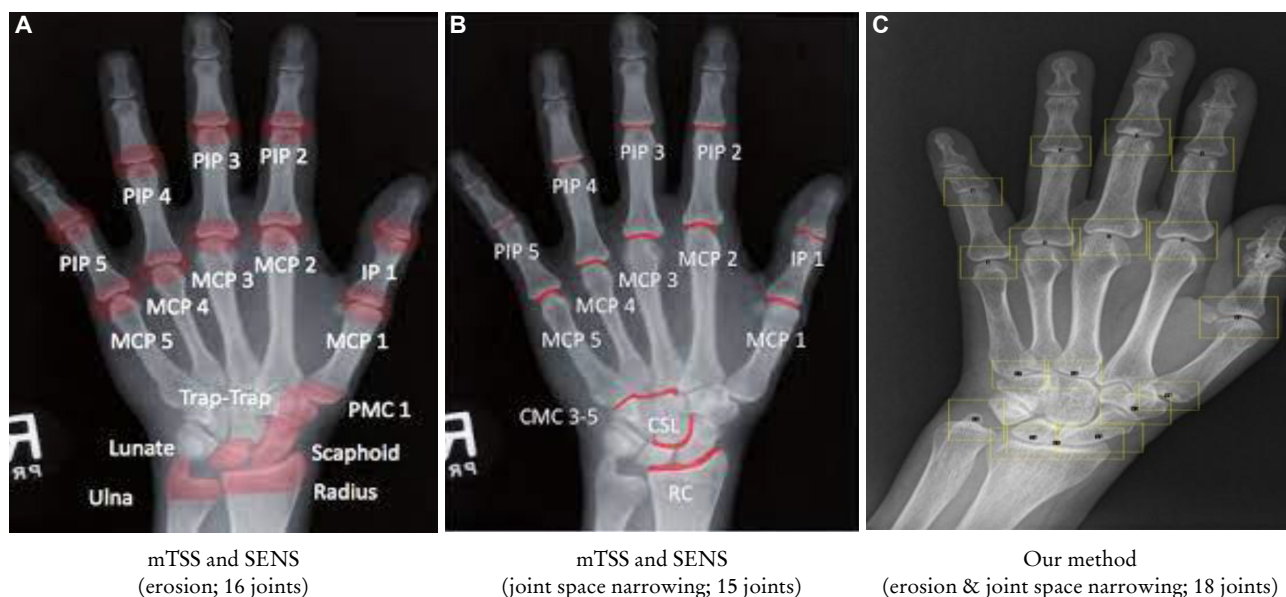 A
B
C
PIP 3
PIP 2
PIP 4
PIP 5
IP 1
MCP 3
MCP 2
MCP 4
MCP 5
MCP 1
Trap-Trap
PMC 1
Lunate
Scaphoid
Ulna
Radius
PIP 3
PIP 2
PIP 4
PIP 5
IP 1
MCP 3
MCP 2
MCP 4
MCP 5
MCP 1
CMC 3-5
CSL
RC
mTSS and SENS
(erosion; 16 joints)
mTSS and SENS
(joint space narrowing; 15 joints)
Our method
(erosion & joint space narrowing; 18 joints)